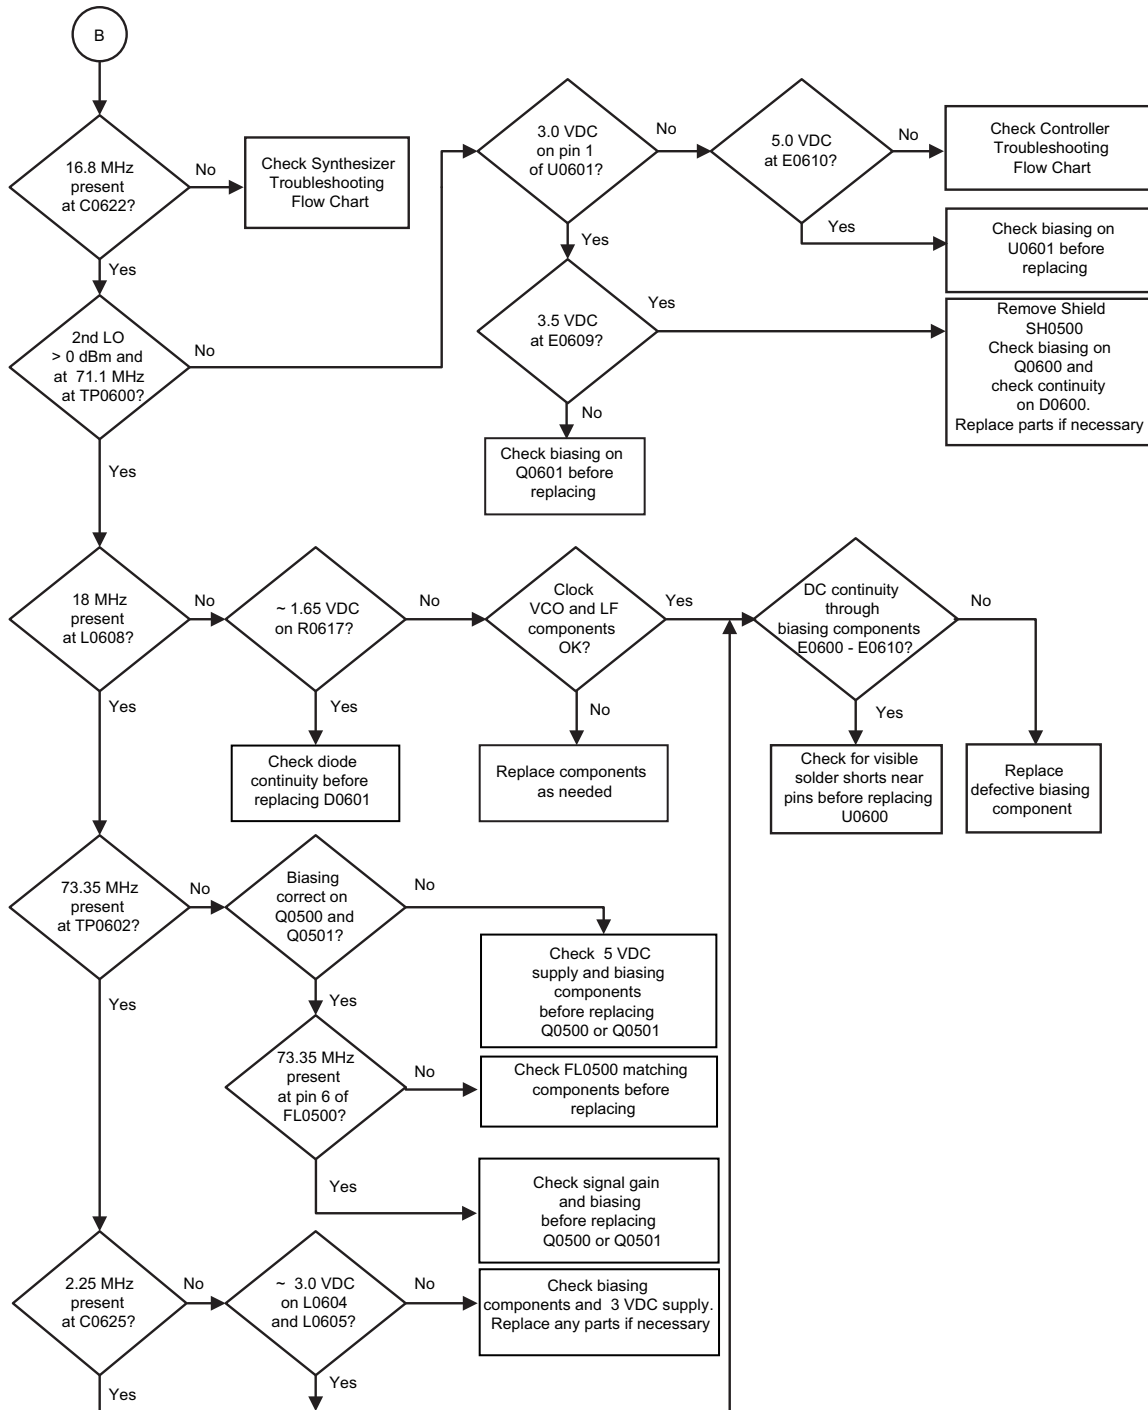 B
16.8 MHz
present
at C0622?
No
Check Synthesizer
Troubleshooting
Flow Chart
Yes
3.0 VDC
on pin 1
of U0601?
No
5.0 VDC
at E0610?
No
Check Controller
Troubleshooting
Flow Chart
Yes
Check biasing on
U0601 before
replacing
Yes
2nd LO
> 0 dBm and
at 71.1 MHz
at TP0600?
No
3.5 VDC
at E0609?
Yes
Remove Shield
SH0500
Check biasing on
Q0600 and
check continuity
on D0600.
Replace parts if necessary
No
Check biasing on
Q0601 before
replacing
Yes
18 MHz
present
at L0608?
No
~ 1.65 VDC
on R0617?
No
Clock
VCO and LF
components
OK?
Yes
DC continuity
through
biasing components
E0600 - E0610?
No
Yes
Yes
No
Yes
Check diode
continuity before
replacing D0601
Replace components
as needed
Check for visible
solder shorts near
pins before replacing
U0600
Replace
defective biasing
component
73.35 MHz
present
at TP0602?
No
Biasing
correct on
Q0500 and
Q0501?
No
Check 5 VDC
supply and biasing
components
before replacing
Q0500 or Q0501
Yes
Yes
73.35 MHz
present
at pin 6 of
FL0500?
No
Check FL0500 matching
components before
replacing
Yes
Check signal gain
and biasing
before replacing
Q0500 or Q0501
2.25 MHz
present
at C0625?
No
~ 3.0 VDC
on L0604
and L0605?
No
Check biasing
components and 3 VDC supply.
Replace any parts if necessary
Yes
Yes